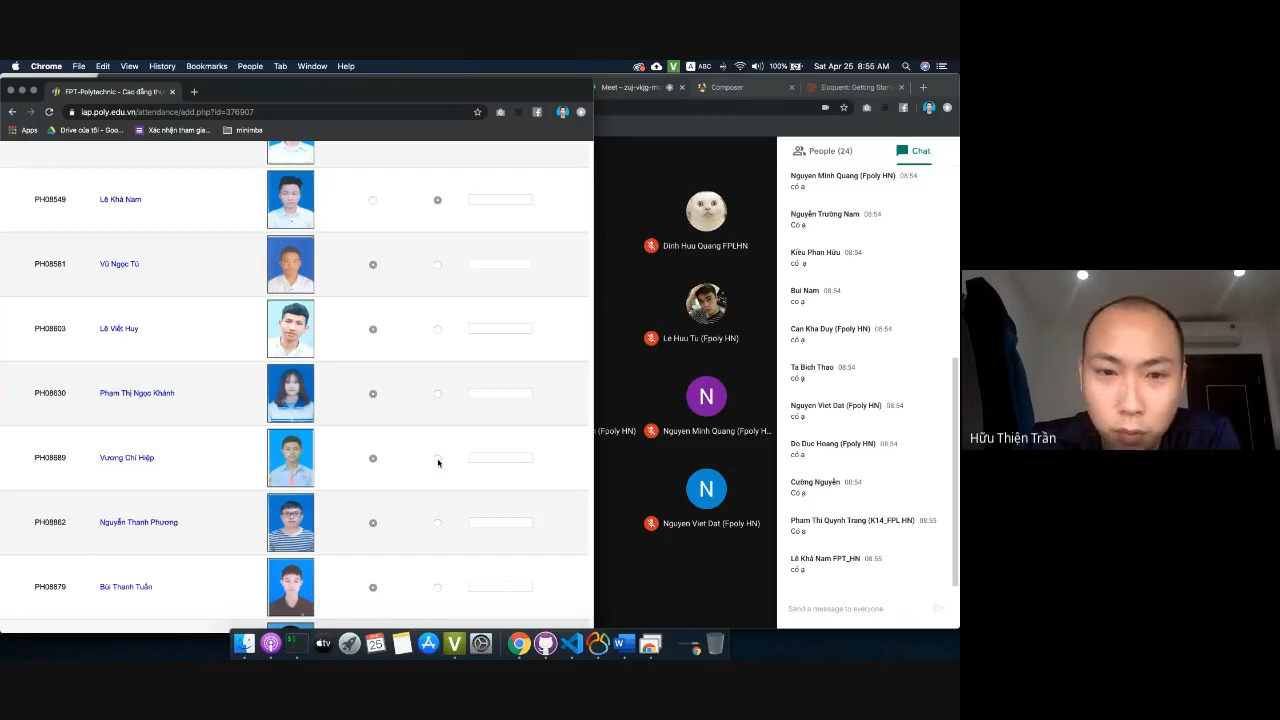 Chrome File Edit View History Bookmarks People Tab Window Help
ABC 100% Sat Apr 25 8:55 AM
FPT-Polytechnic - Cao đẳng thự
iap.poly.edu.vn/attendance/add.php?id=376907
Apps Drive của tôi - Goo... Xác nhận tham gia... minimba
Meet – zuj-vkjg-m
Composer
Eloquent: Getting Star
PH08549 Lê Khá Nam
PH08581 Vũ Ngọc Tú
PH08603 Lê Viết Huy
PH08630 Phạm Thị Ngọc Khánh
PH08689 Vương Chí Hiệp
PH08862 Nguyễn Thanh Phương
PH08879 Bùi Thanh Tuấn
Dinh Huu Quang FPLHN
Le Huu Tu (Fpoly HN)
N
(Fpoly HN)
Nguyen Minh Quang (Fpoly H...
N
Nguyen Viet Dat (Fpoly HN)
People (24) Chat
Nguyen Minh Quang (Fpoly HN) 08:54
có ạ
Nguyễn Trường Nam 08:54
Có ạ
Kiều Phan Hữu 08:54
có ạ
Bui Nam 08:54
co ạ
Can Kha Duy (Fpoly HN) 08:54
có ạ
Ta Bich Thao 08:54
có ạ
Nguyen Viet Dat (Fpoly HN) 08:54
có ạ
Do Duc Hoang (Fpoly HN) 08:54
có ạ
Cường Nguyễn 08:54
Có ạ
Pham Thi Quynh Trang (K14_FPL HN) 08:55
Có ạ
Lê Khá Nam FPT_HN 08:55
có ạ
Send a message to everyone
Hữu Thiện Trần
25
V
W